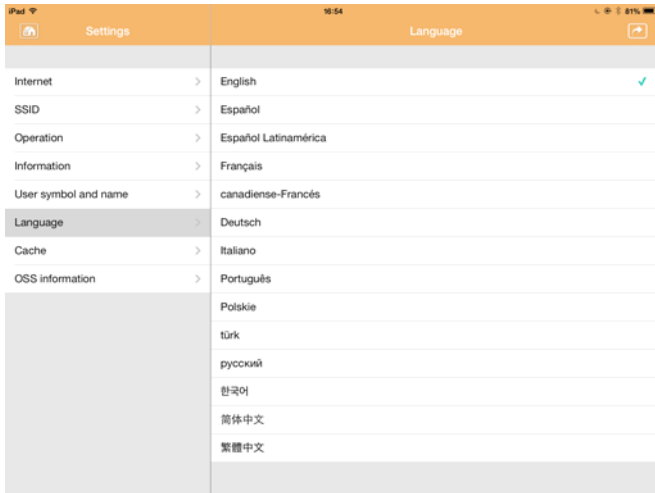 iPad 16:54 81%
Settings
Language
Internet
SSID
Operation
Information
User symbol and name
Language
Cache
OSS information
English
Español
Español Latinamérica
Français
canadiense-Francés
Deutsch
Italiano
Português
Polskie
türk
русский
한국어
简体中文
繁體中文